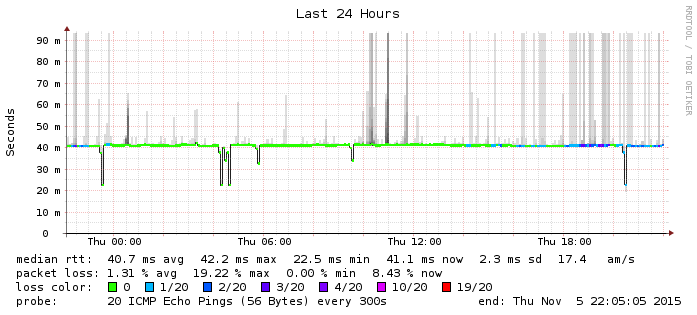 Last 24 Hours
RRDTOOL / TOBI OETIKER
Seconds
90 m
80 m
70 m
60 m
50 m
40 m
30 m
20 m
10 m
0
Thu 00:00 Thu 06:00 Thu 12:00 Thu 18:00
median rtt: 40.7 ms avg 42.2 ms max 22.5 ms min 41.1 ms now 2.3 ms sd 17.4 am/s
packet loss: 1.31 % avg 19.22 % max 0.00 % min 8.43 % now
loss color: 0 1/20 2/20 3/20 4/20 10/20 19/20
probe: 20 ICMP Echo Pings (56 Bytes) every 300s end: Thu Nov 5 22:05:05 2015